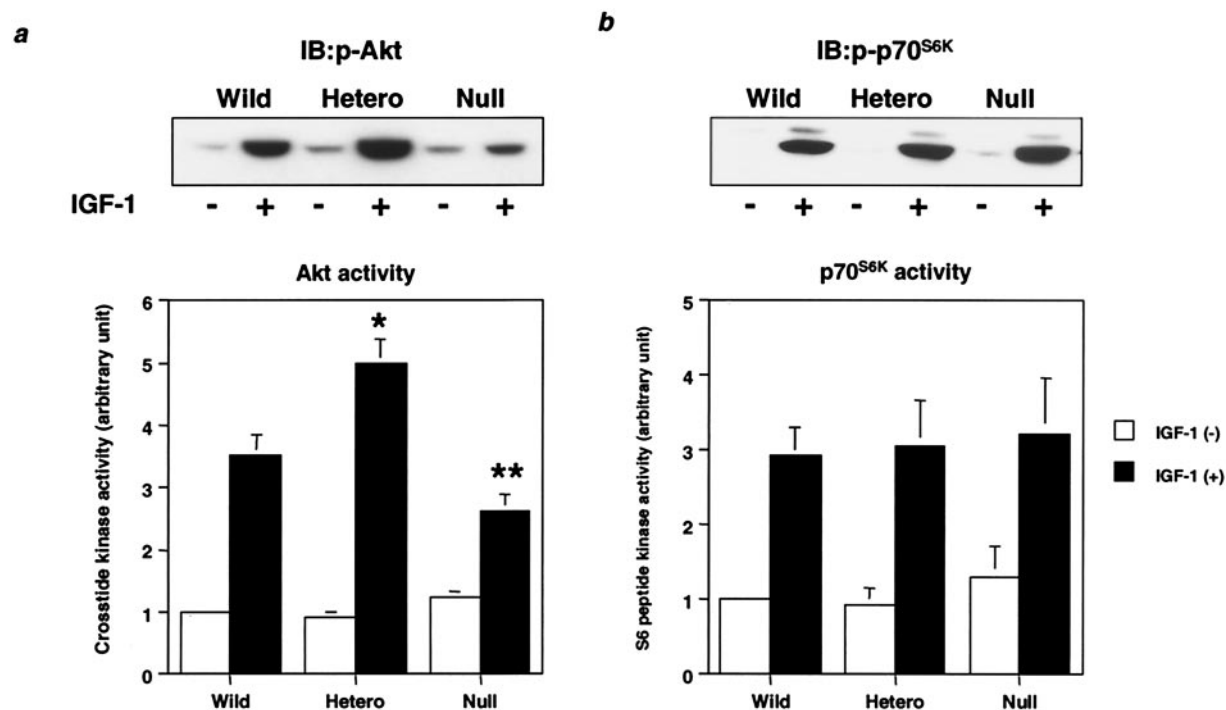 a
IB:p-Akt
Wild Hetero Null
IGF-1 - + - + - +
Akt activity
Crosstide kinase activity (arbitrary unit)
6
5
4
3
2
1
0
*
**
Wild Hetero Null
b
IB:p-p70S6K
Wild Hetero Null
- + - + - +
p70S6K activity
S6 peptide kinase activity (arbitrary unit)
5
4
3
2
1
0
Wild Hetero Null
IGF-1 (-)
IGF-1 (+)